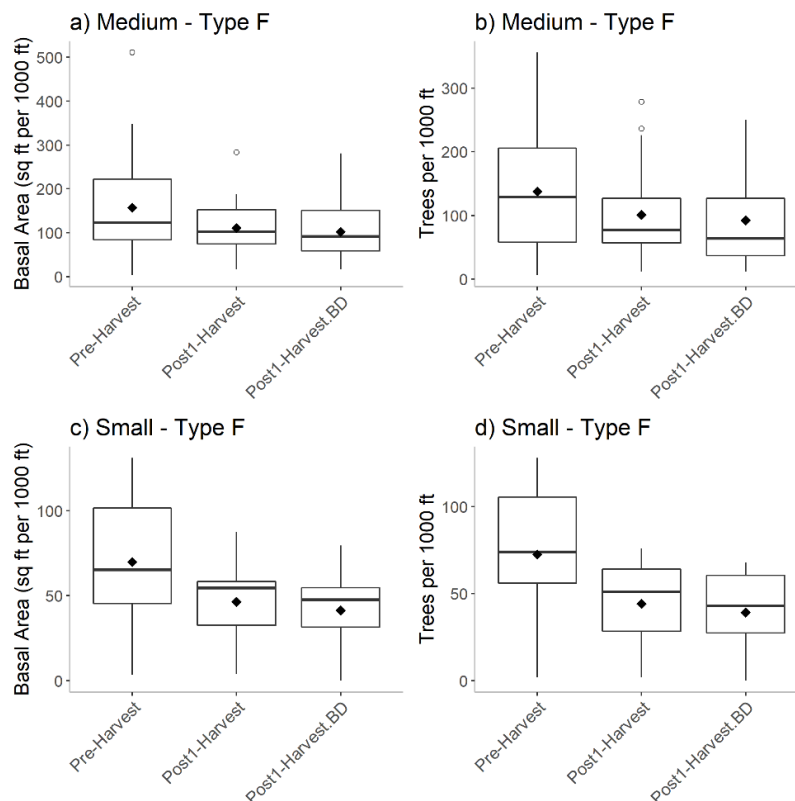 a) Medium - Type F
Basal Area (sq ft per 1000 ft)
500
400
300
200
100
0
Pre-Harvest
Post1-Harvest
Post1-Harvest.BD
b) Medium - Type F
Trees per 1000 ft
300
200
100
0
Pre-Harvest
Post1-Harvest
Post1-Harvest.BD
c) Small - Type F
Basal Area (sq ft per 1000 ft)
100
50
0
Pre-Harvest
Post1-Harvest
Post1-Harvest.BD
d) Small - Type F
Trees per 1000 ft
100
50
0
Pre-Harvest
Post1-Harvest
Post1-Harvest.BD